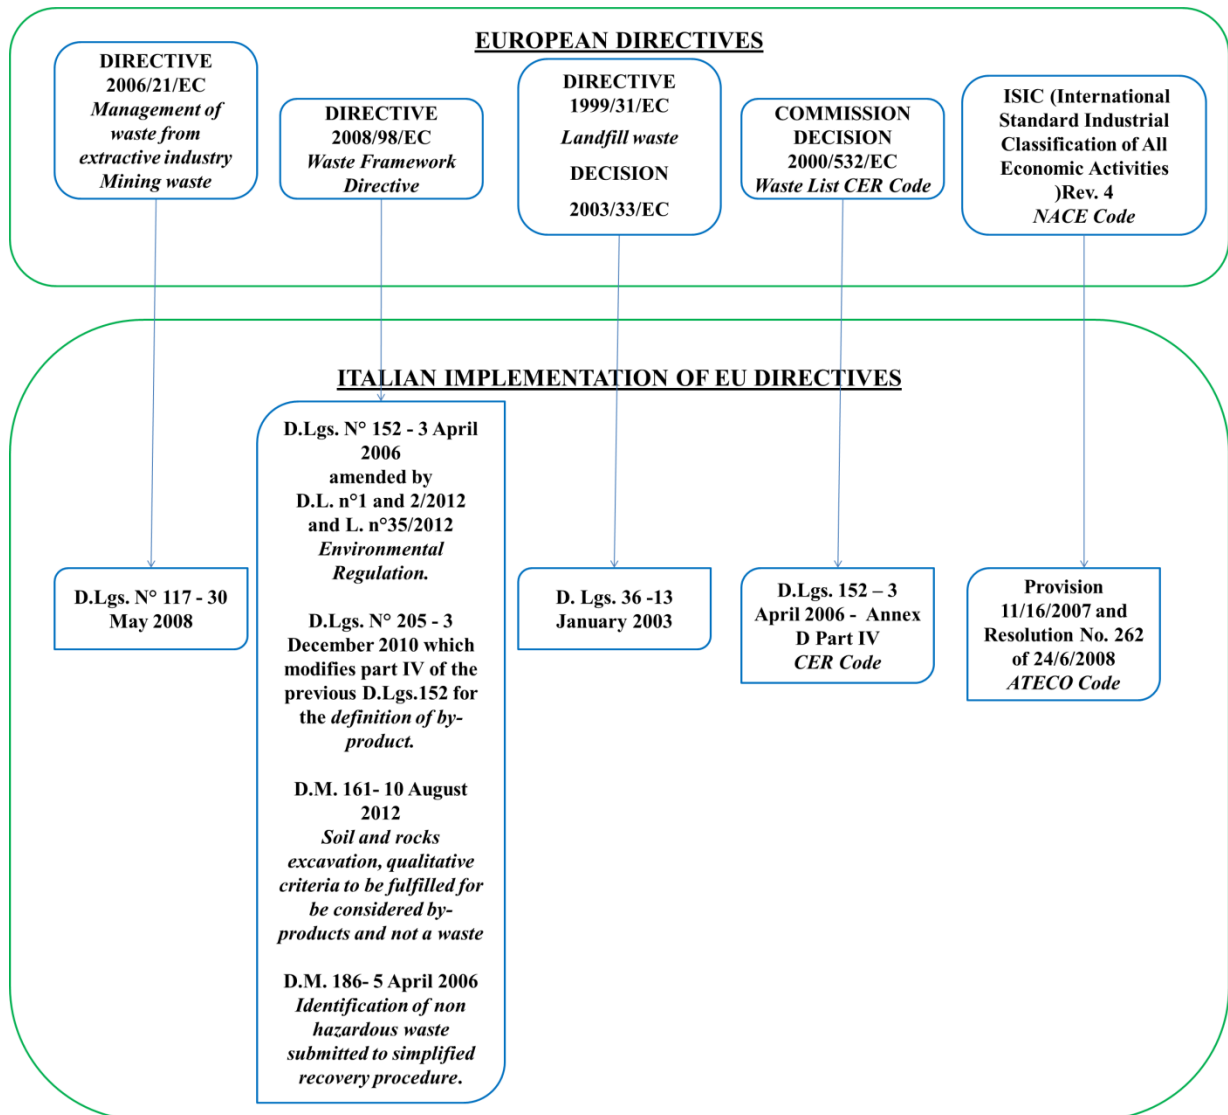 EUROPEAN DIRECTIVES
DIRECTIVE
2006/21/EC
Management of
waste from
extractive industry
Mining waste
DIRECTIVE
2008/98/EC
Waste Framework
Directive
DIRECTIVE
1999/31/EC
Landfill waste
DECISION
2003/33/EC
COMMISSION
DECISION
2000/532/EC
Waste List CER Code
ISIC (International
Standard Industrial
Classification of All
Economic Activities
)Rev. 4
NACE Code
ITALIAN IMPLEMENTATION OF EU DIRECTIVES
D.Lgs. N° 117 - 30
May 2008
D.Lgs. N° 152 - 3 April
2006
amended by
D.L. n°1 and 2/2012
and L. n°35/2012
Environmental
Regulation.
D.Lgs. N° 205 - 3
December 2010 which
modifies part IV of the
previous D.Lgs.152 for
the definition of by-
product.
D.M. 161- 10 August
2012
Soil and rocks
excavation, qualitative
criteria to be fulfilled for
be considered by-
products and not a waste
D.M. 186- 5 April 2006
Identification of non
hazardous waste
submitted to simplified
recovery procedure.
D. Lgs. 36 -13
January 2003
D.Lgs. 152 – 3
April 2006 - Annex
D Part IV
CER Code
Provision
11/16/2007 and
Resolution No. 262
of 24/6/2008
ATECO Code